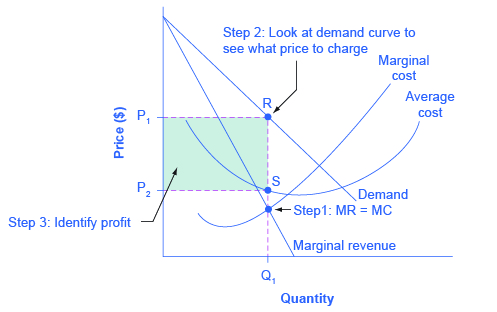 Step 2: Look at demand curve to
see what price to charge
Marginal
cost
Average
cost
R
P1
Price ($)
S
P2
Demand
Step1: MR = MC
Step 3: Identify profit
Marginal revenue
Q1
Quantity